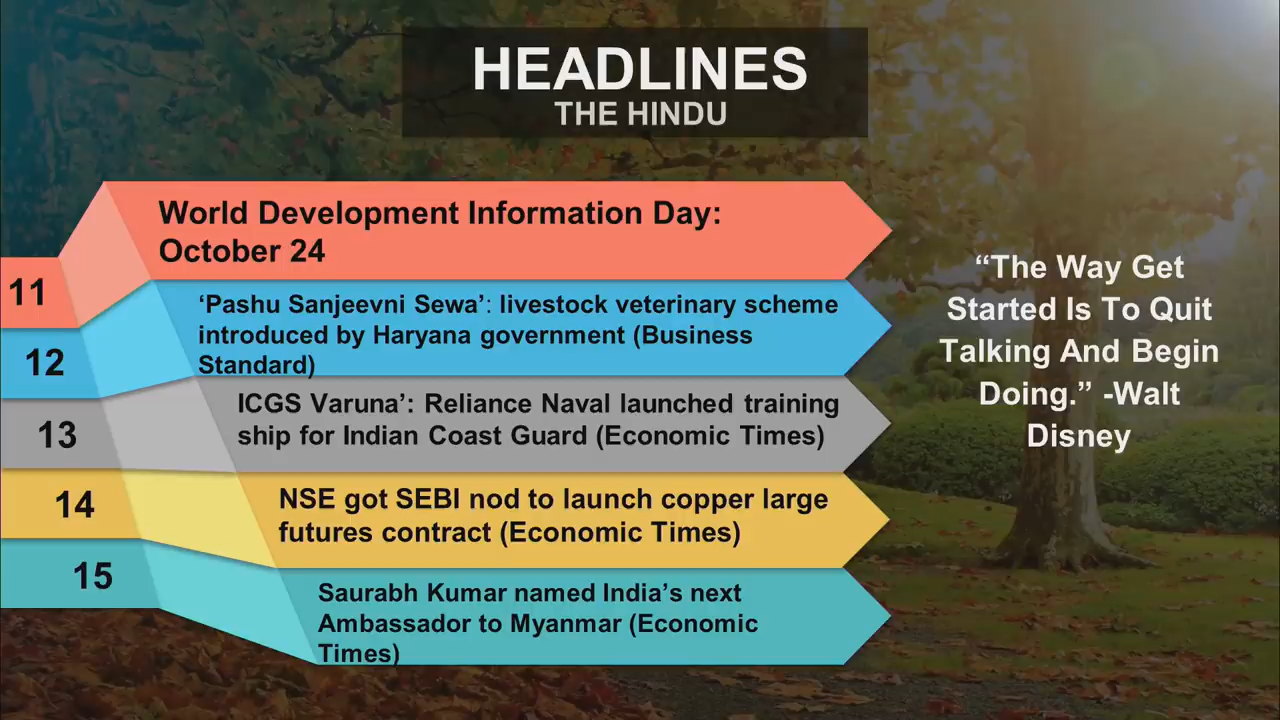 HEADLINES
THE HINDU
11
World Development Information Day:
October 24
12
‘Pashu Sanjeevni Sewa’: livestock veterinary scheme
introduced by Haryana government (Business
Standard)
13
ICGS Varuna’: Reliance Naval launched training
ship for Indian Coast Guard (Economic Times)
14
NSE got SEBI nod to launch copper large
futures contract (Economic Times)
15
Saurabh Kumar named India’s next
Ambassador to Myanmar (Economic
Times)
“The Way Get
Started Is To Quit
Talking And Begin
Doing.” -Walt
Disney